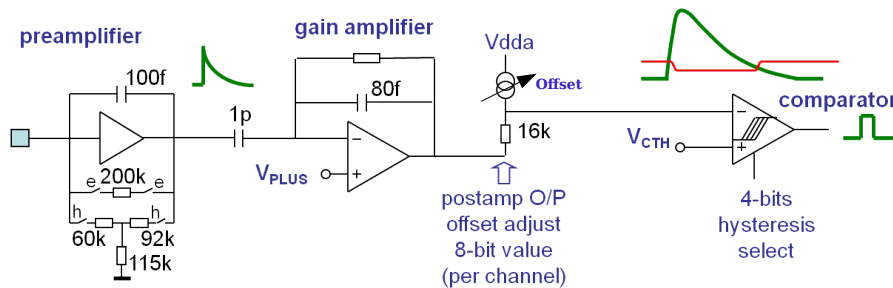 preamplifier
gain amplifier
Vdda
Offset
100f
1p
80f
16k
comparator
V_CTH
V_PLUS
−
+
−
+
e
200k
e
h
h
60k
92k
115k
postamp O/P
offset adjust
8-bit value
(per channel)
4-bits
hysteresis
select